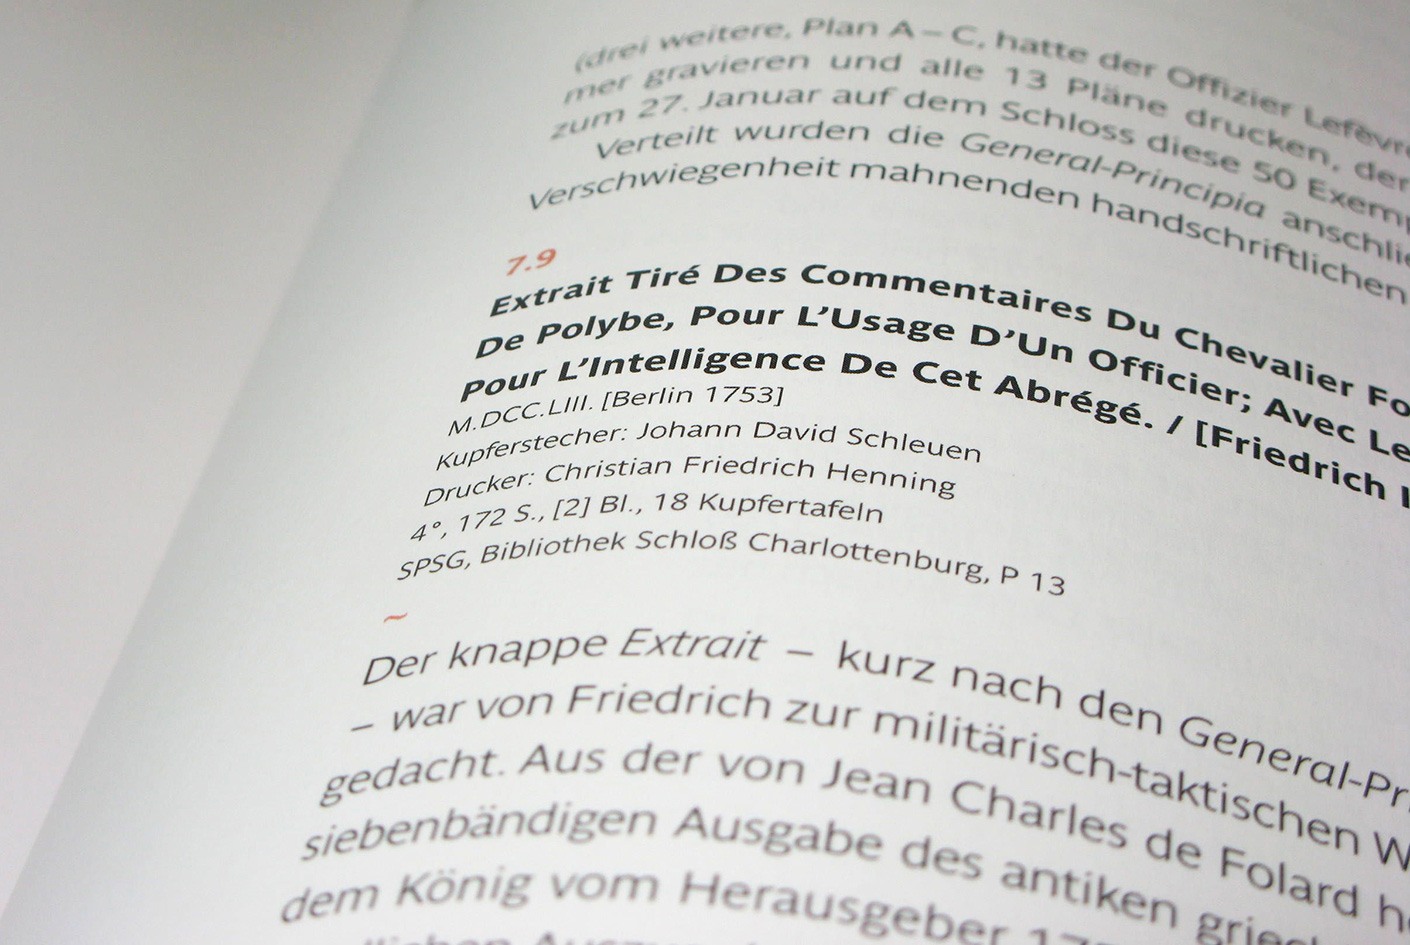 (drei weitere, Plan A – C, hatte der Offizier Lefèvre
mer gravieren und alle 13 Pläne drucken, der
zum 27. Januar auf dem Schloss diese 50 Exemp
Verteilt wurden die General-Principia anschlie
Verschwiegenheit mahnenden handschriftlichen
7.9
Extrait Tiré Des Commentaires Du Chevalier Fo
De Polybe, Pour L’Usage D’Un Officier; Avec Le
Pour L’Intelligence De Cet Abrégé. / [Friedrich I
M.DCC.LIII. [Berlin 1753]
Kupferstecher: Johann David Schleuen
Drucker: Christian Friedrich Henning
4°, 172 S., [2] Bl., 18 Kupfertafeln
SPSG, Bibliothek Schloß Charlottenburg, P 13
~
Der knappe Extrait – kurz nach den General-Pr
– war von Friedrich zur militärisch-taktischen W
gedacht. Aus der von Jean Charles de Folard h
siebenbändigen Ausgabe des antiken griec
dem König vom Herausgeber 17